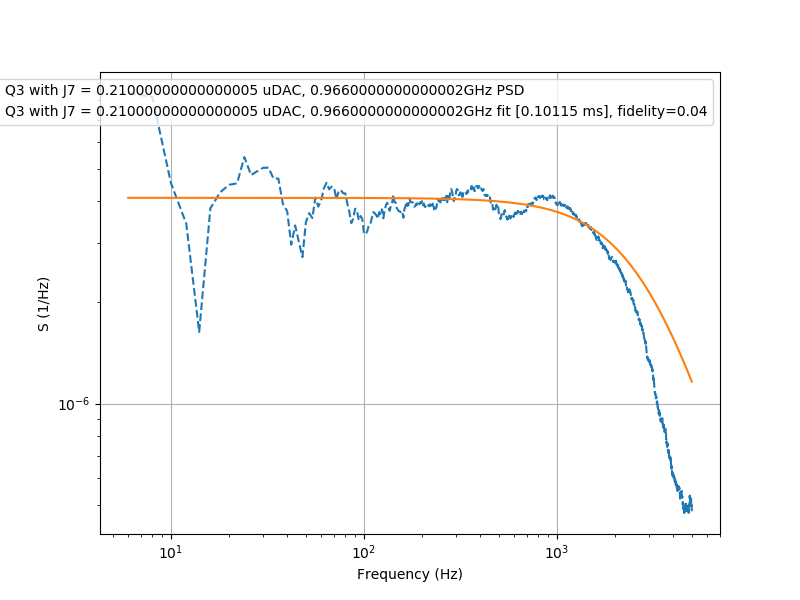 Q3 with J7 = 0.21000000000000005 uDAC, 0.9660000000000002GHz PSD
Q3 with J7 = 0.21000000000000005 uDAC, 0.9660000000000002GHz fit [0.10115 ms], fidelity=0.04
S (1/Hz)
10⁻⁶
10¹ 10² 10³
Frequency (Hz)